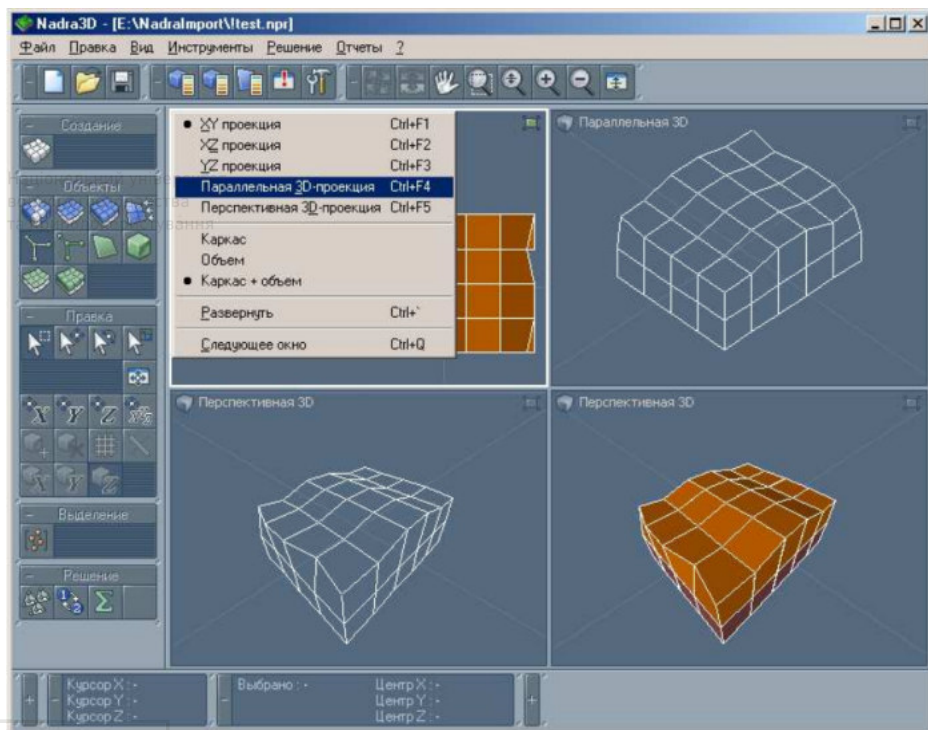 Nadra3D - [E:\NadraImport\!test.npr]
Файл Правка Вид Инструменты Решение Отчеты ?
Создание
Объекты
Правка
Выделение
Решение
XY проекция Ctrl+F1
XZ проекция Ctrl+F2
YZ проекция Ctrl+F3
Параллельная 3D-проекция Ctrl+F4
Перспективная 3D-проекция Ctrl+F5
Каркас
Объем
Каркас + объем
Развернуть Ctrl+`
Следующее окно Ctrl+Q
Параллельная 3D
Перспективная 3D
Перспективная 3D
Курсор X : -
Курсор Y : -
Курсор Z : -
Выбрано : -
Центр X : -
Центр Y : -
Центр Z : -